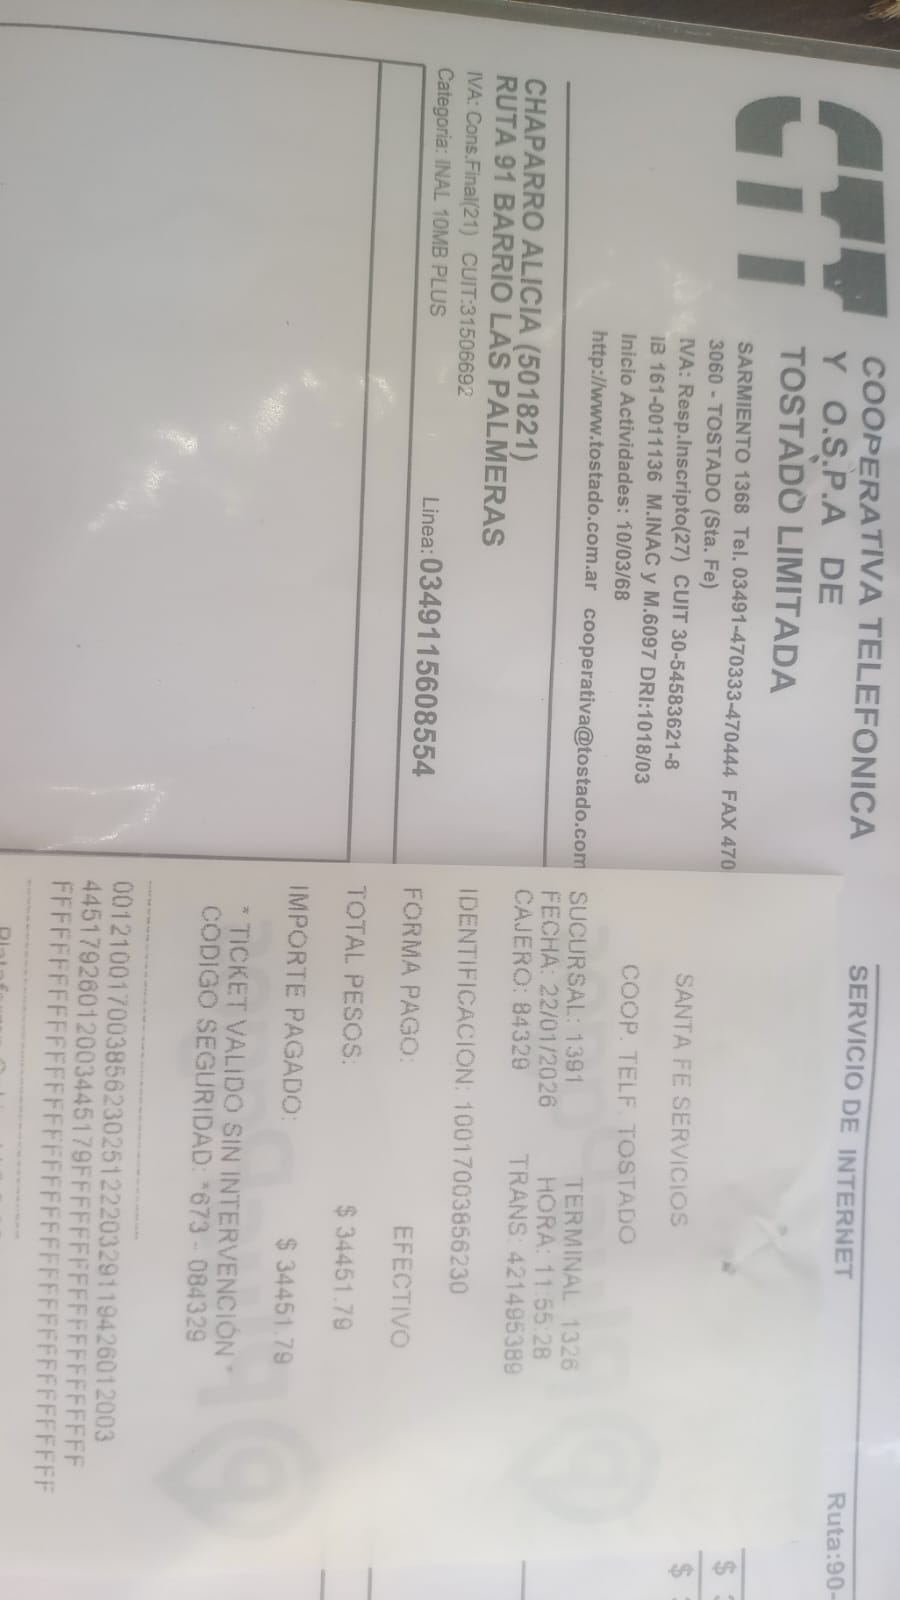 COOPERATIVA TELEFONICA
Y O.S.P.A DE
TOSTADO LIMITADA
SARMIENTO 1368 Tel. 03491-470333-470444 FAX 470
3060 - TOSTADO (Sta. Fe)
IVA: Resp.Inscripto(27) CUIT 30-54583621-8
IB 161-0011136 M.INAC y M.6097 DRI:1018/03
Inicio Actividades: 10/03/68
http://www.tostado.com.ar cooperativa@tostado.com
CHAPARRO ALICIA (501821)
RUTA 91 BARRIO LAS PALMERAS
IVA: Cons.Final(21) CUIT:31506692
Categoria: INAL 10MB PLUS
Linea: 0349115608554
SERVICIO DE INTERNET
Ruta:90-
$
$
SANTA FE SERVICIOS
COOP. TELF. TOSTADO
SUCURSAL: 1391 TERMINAL: 1326
FECHA: 22/01/2026 HORA: 11:55:28
CAJERO: 84329 TRANS: 421495389
IDENTIFICACION: 1001700385623​0
FORMA PAGO: EFECTIVO
TOTAL PESOS: $ 34451.79
IMPORTE PAGADO: $ 34451.79
* TICKET VALIDO SIN INTERVENCIÓN *
CODIGO SEGURIDAD: *673 - 084329
0012100170038562302512220329119426012003
4451792601200344517​9FFFFFFFFFFFFFFFFFFFFF
FFFFFFFFFFFFFFFFFFFFFFFFFFFFFFFFFFFFFFFF